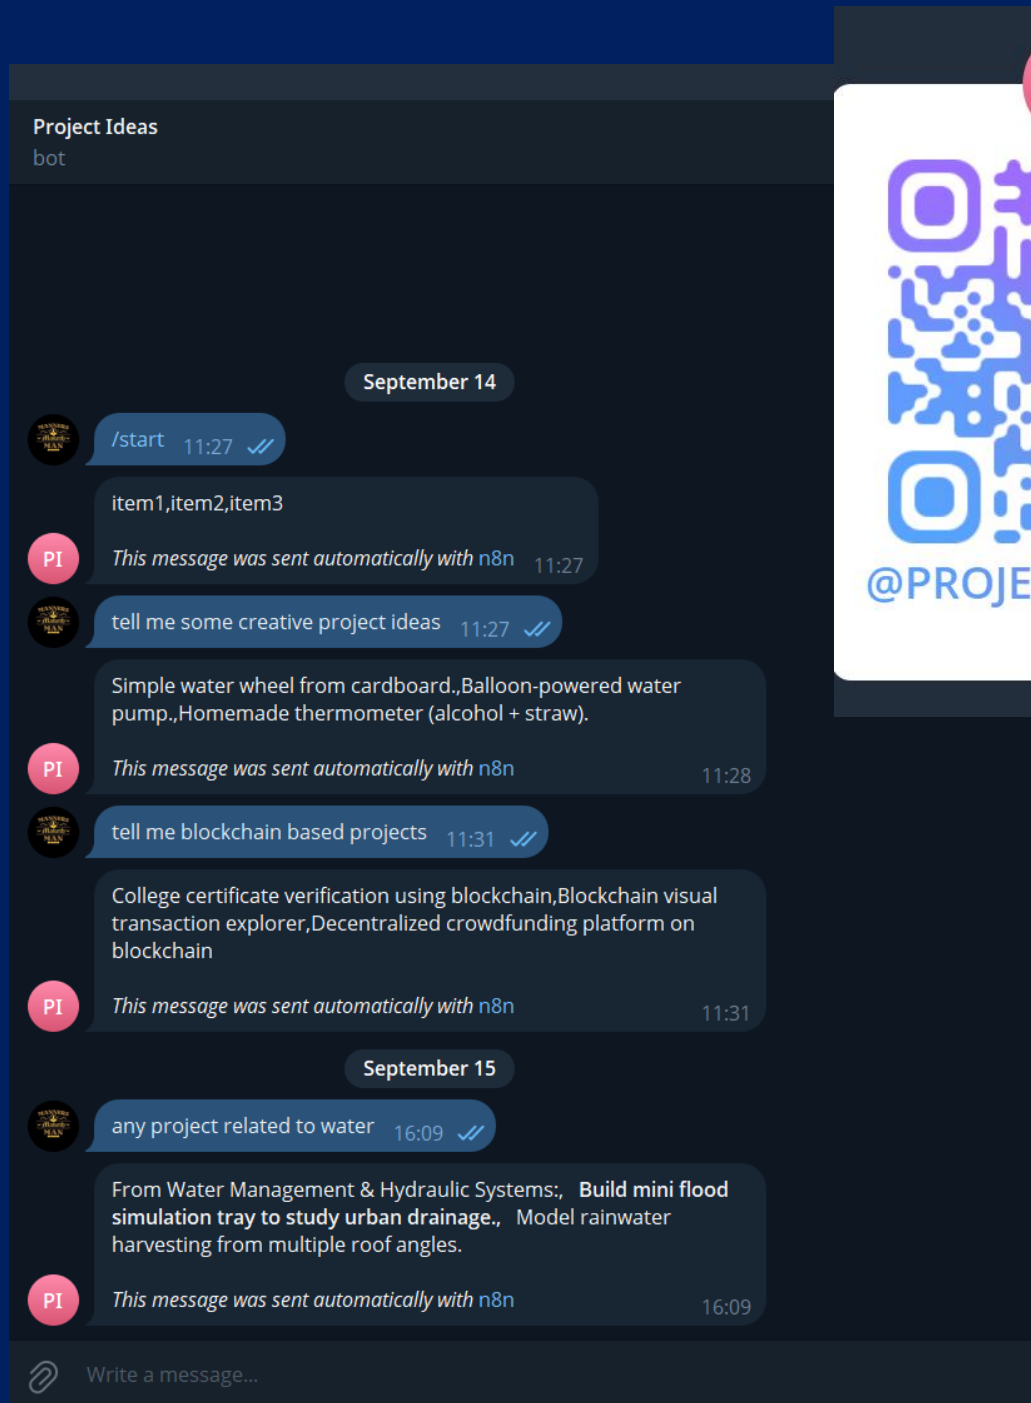 Project Ideas
bot
September 14
/start 11:27
item1,item2,item3
This message was sent automatically with n8n 11:27
PI
tell me some creative project ideas 11:27
Simple water wheel from cardboard.,Balloon-powered water
pump.,Homemade thermometer (alcohol + straw).
This message was sent automatically with n8n 11:28
PI
tell me blockchain based projects 11:31
College certificate verification using blockchain,Blockchain visual
transaction explorer,Decentralized crowdfunding platform on
blockchain
This message was sent automatically with n8n 11:31
PI
September 15
any project related to water 16:09
From Water Management & Hydraulic Systems:, Build mini flood
simulation tray to study urban drainage., Model rainwater
harvesting from multiple roof angles.
This message was sent automatically with n8n 16:09
PI
Write a message...
@PROJE